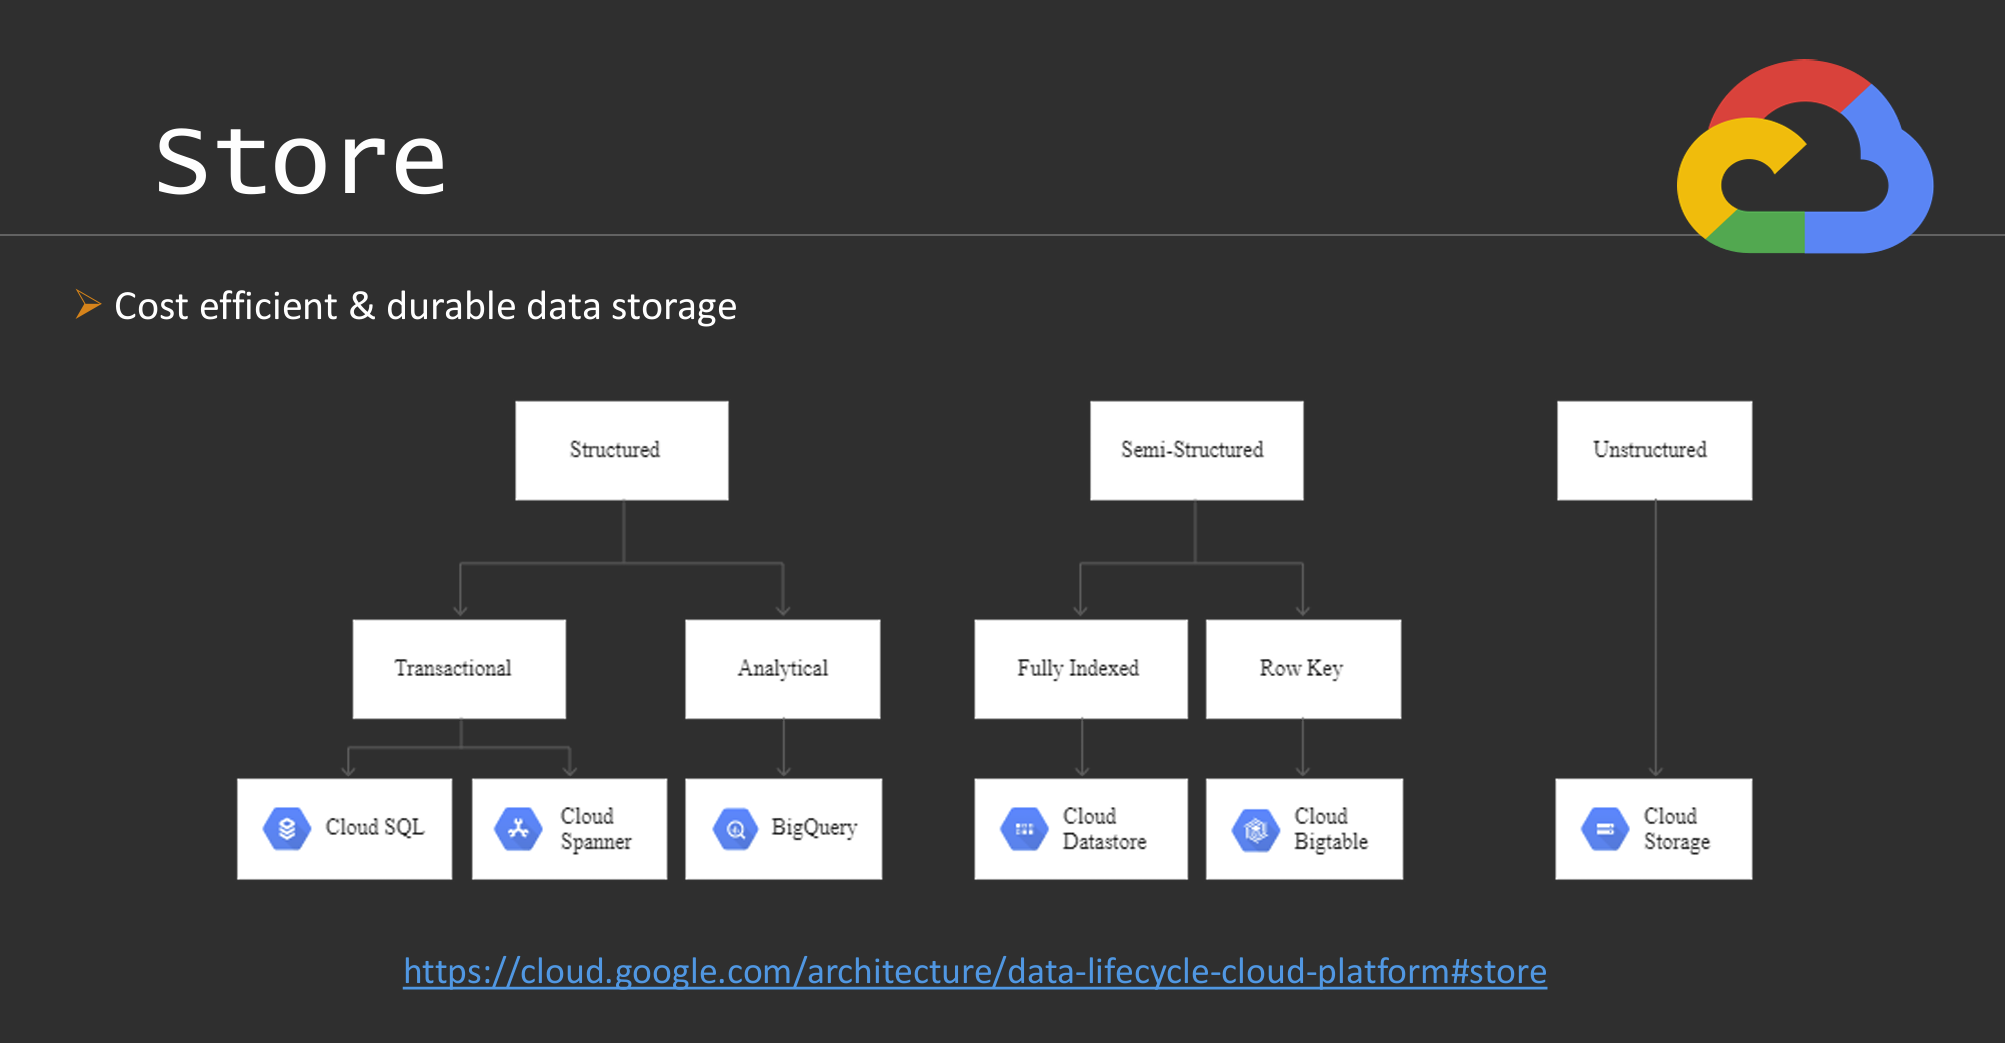 Store
Cost efficient & durable data storage
Structured
Semi-Structured
Unstructured
Transactional
Analytical
Fully Indexed
Row Key
Cloud SQL
Cloud
Spanner
BigQuery
Cloud
Datastore
Cloud
Bigtable
Cloud
Storage
https://cloud.google.com/architecture/data-lifecycle-cloud-platform#store